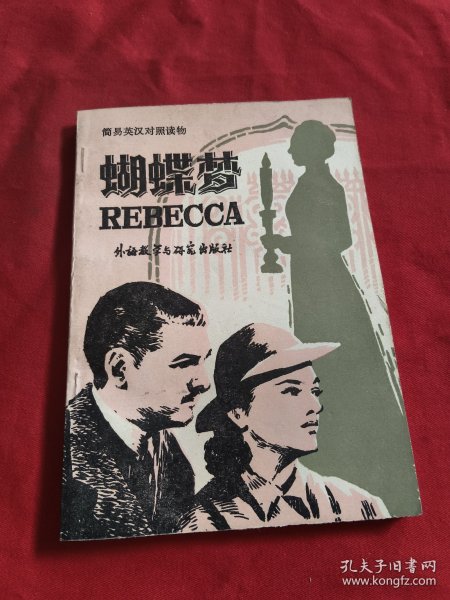 简易英汉对照读物
蝴蝶梦
REBECCA
外语教学与研究出版社
孔夫子旧书网
www.kongfz.com